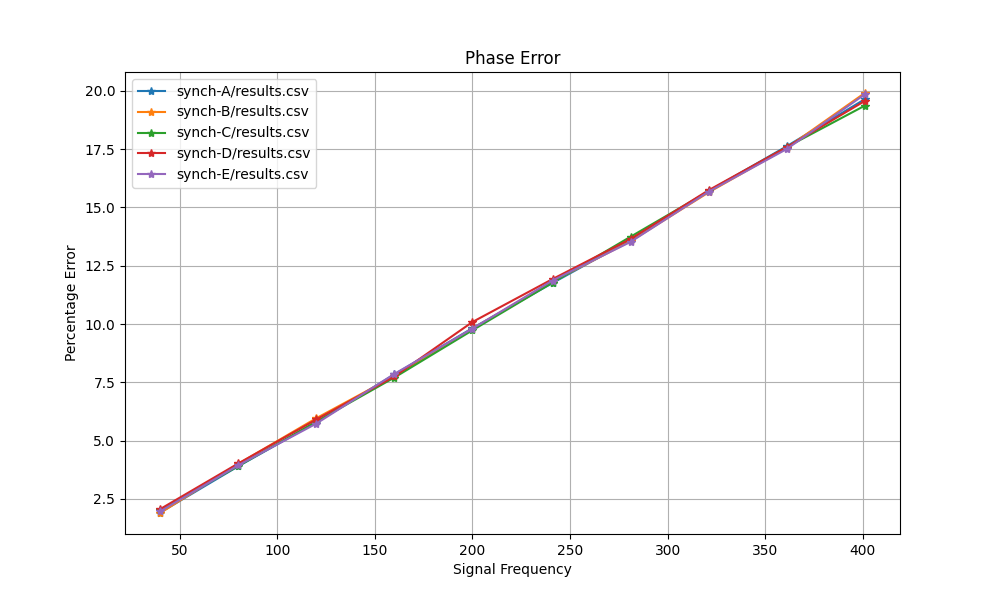 Phase Error
synch-A/results.csv
synch-B/results.csv
synch-C/results.csv
synch-D/results.csv
synch-E/results.csv
Percentage Error
20.0
17.5
15.0
12.5
10.0
7.5
5.0
2.5
50 100 150 200 250 300 350 400
Signal Frequency